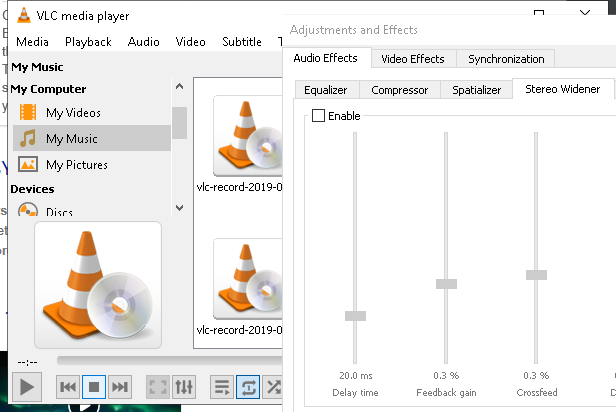 VLC media player
Media Playback Audio Video Subtitle
My Music
My Computer
My Videos
My Music
My Pictures
Devices
Discs
vlc-record-2019-0
vlc-record-2019-0
--:--
Adjustments and Effects
Audio Effects Video Effects Synchronization
Equalizer Compressor Spatializer Stereo Widener
Enable
20.0 ms 0.3 % 0.3 %
Delay time Feedback gain Crossfeed